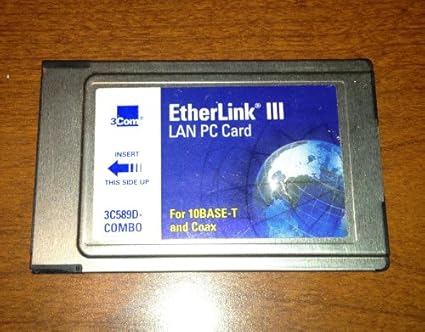 3Com®
EtherLink® III
LAN PC Card
INSERT
THIS SIDE UP
3C589D-
COMBO
For 10BASE-T
and Coax